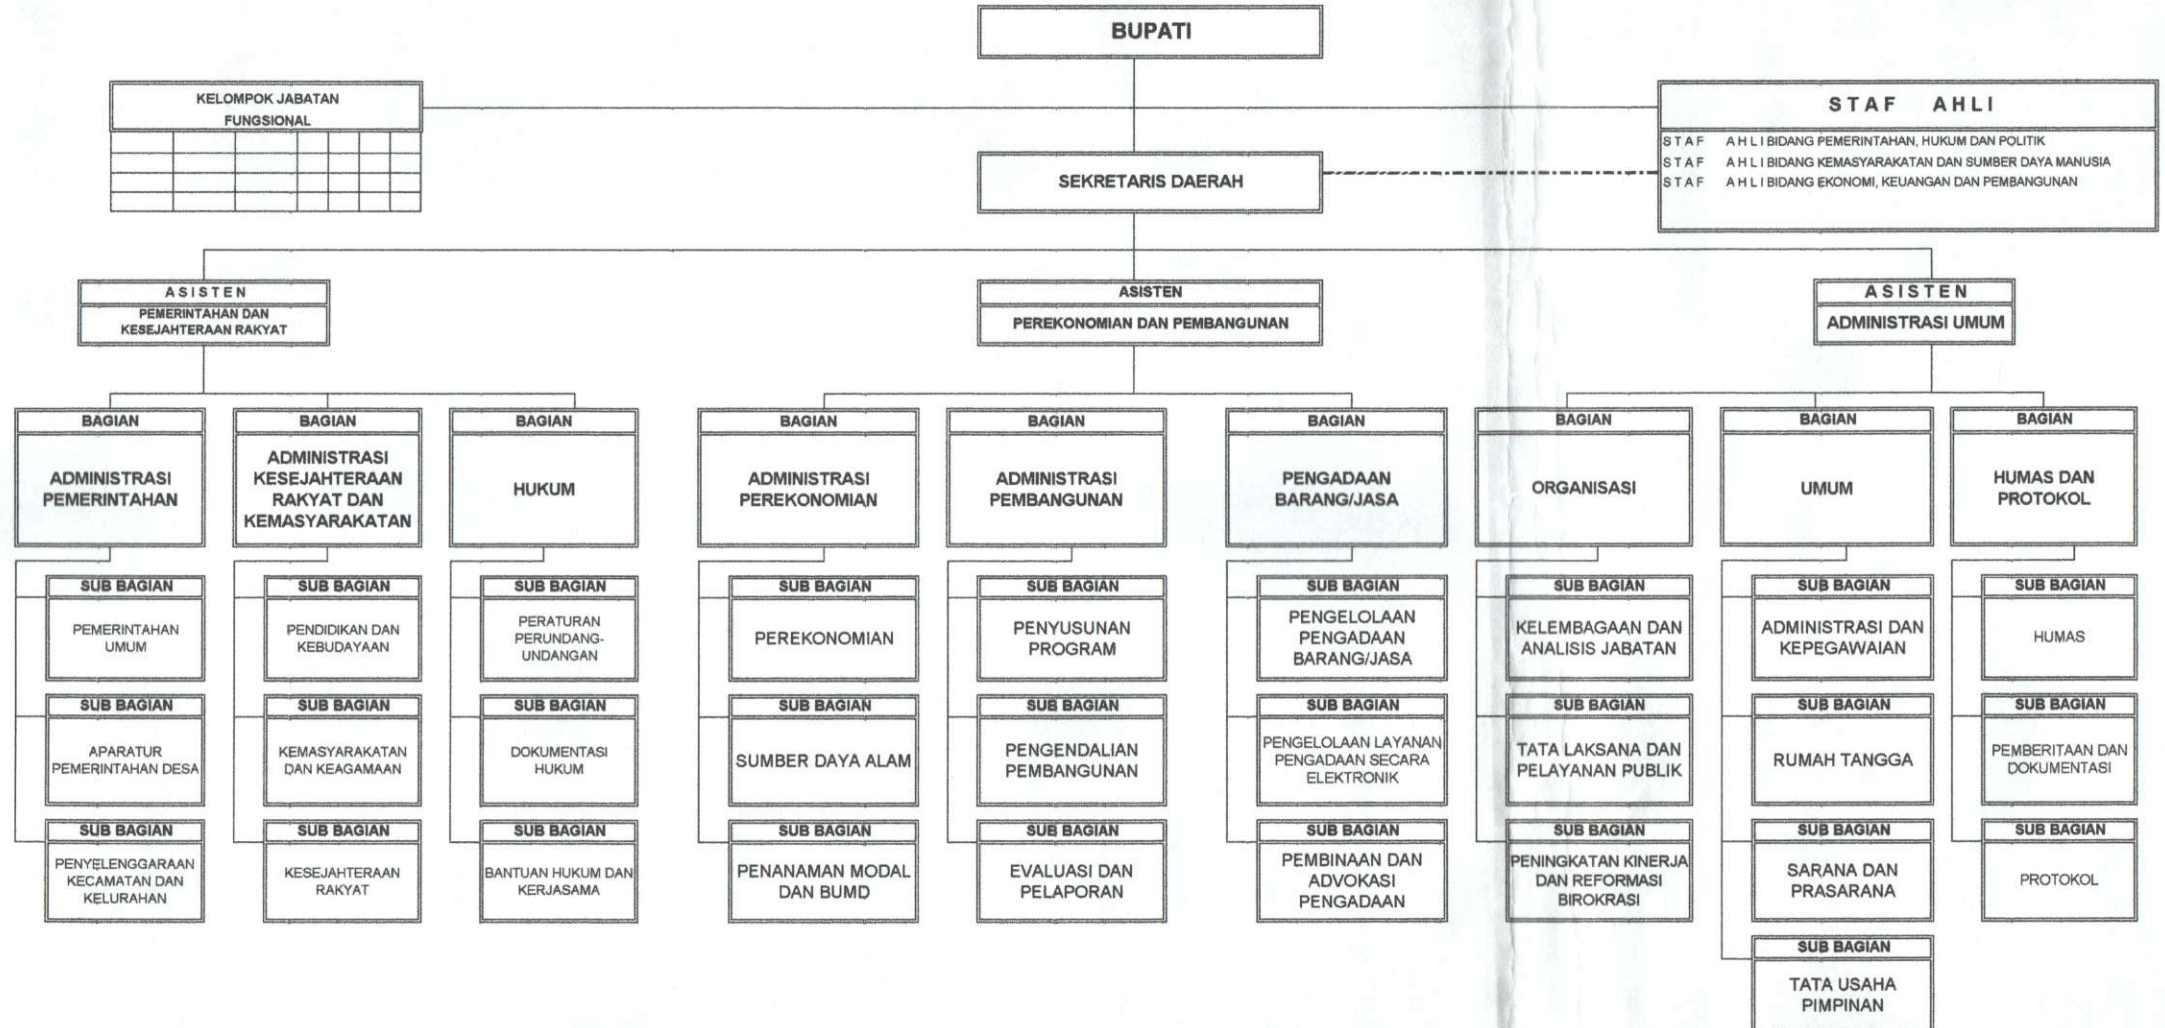 BUPATI
KELOMPOK JABATAN
FUNGSIONAL
STAF AHLI
STAF AHLI BIDANG PEMERINTAHAN, HUKUM DAN POLITIK
STAF AHLI BIDANG KEMASYARAKATAN DAN SUMBER DAYA MANUSIA
STAF AHLI BIDANG EKONOMI, KEUANGAN DAN PEMBANGUNAN
SEKRETARIS DAERAH
ASISTEN
PEMERINTAHAN DAN
KESEJAHTERAAN RAKYAT
ASISTEN
PEREKONOMIAN DAN PEMBANGUNAN
ASISTEN
ADMINISTRASI UMUM
BAGIAN
ADMINISTRASI
PEMERINTAHAN
BAGIAN
ADMINISTRASI
KESEJAHTERAAN
RAKYAT DAN
KEMASYARAKATAN
BAGIAN
HUKUM
BAGIAN
ADMINISTRASI
PEREKONOMIAN
BAGIAN
ADMINISTRASI
PEMBANGUNAN
BAGIAN
PENGADAAN
BARANG/JASA
BAGIAN
ORGANISASI
BAGIAN
UMUM
BAGIAN
HUMAS DAN
PROTOKOL
SUB BAGIAN
PEMERINTAHAN
UMUM
SUB BAGIAN
PENDIDIKAN DAN
KEBUDAYAAN
SUB BAGIAN
PERATURAN
PERUNDANG-
UNDANGAN
SUB BAGIAN
PEREKONOMIAN
SUB BAGIAN
PENYUSUNAN
PROGRAM
SUB BAGIAN
PENGELOLAAN
PENGADAAN
BARANG/JASA
SUB BAGIAN
KELEMBAGAAN DAN
ANALISIS JABATAN
SUB BAGIAN
ADMINISTRASI DAN
KEPEGAWAIAN
SUB BAGIAN
HUMAS
SUB BAGIAN
APARATUR
PEMERINTAHAN DESA
SUB BAGIAN
KEMASYARAKATAN
DAN KEAGAMAAN
SUB BAGIAN
DOKUMENTASI
HUKUM
SUB BAGIAN
SUMBER DAYA ALAM
SUB BAGIAN
PENGENDALIAN
PEMBANGUNAN
SUB BAGIAN
PENGELOLAAN LAYANAN
PENGADAAN SECARA
ELEKTRONIK
SUB BAGIAN
TATA LAKSANA DAN
PELAYANAN PUBLIK
SUB BAGIAN
RUMAH TANGGA
SUB BAGIAN
PEMBERITAAN DAN
DOKUMENTASI
SUB BAGIAN
PENYELENGGARAAN
KECAMATAN DAN
KELURAHAN
SUB BAGIAN
KESEJAHTERAAN
RAKYAT
SUB BAGIAN
BANTUAN HUKUM DAN
KERJASAMA
SUB BAGIAN
PENANAMAN MODAL
DAN BUMD
SUB BAGIAN
EVALUASI DAN
PELAPORAN
SUB BAGIAN
PEMBINAAN DAN
ADVOKASI
PENGADAAN
SUB BAGIAN
PENINGKATAN KINERJA
DAN REFORMASI
BIROKRASI
SUB BAGIAN
SARANA DAN
PRASARANA
SUB BAGIAN
PROTOKOL
SUB BAGIAN
TATA USAHA
PIMPINAN